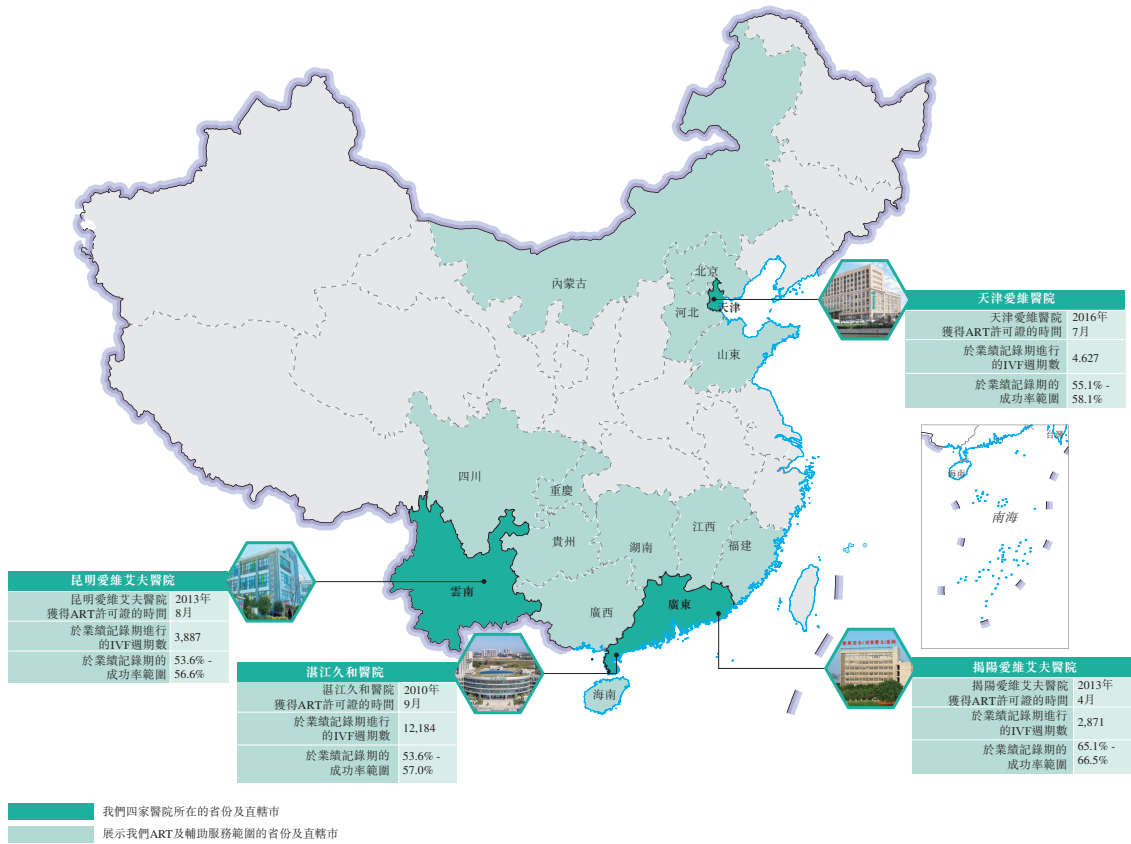 內蒙古
北京
天津
河北
山東
四川
重慶
貴州
湖南
江西
福建
雲南
廣西
廣東
海南
台灣
海南
南海
天津愛維醫院
天津愛維醫院
獲得ART許可證的時間
2016年
7月
於業績記錄期進行
的IVF週期數
4.627
於業績記錄期的
成功率範圍
55.1% -
58.1%
昆明愛維艾夫醫院
昆明愛維艾夫醫院
獲得ART許可證的時間
2013年
8月
於業績記錄期進行
的IVF週期數
3,887
於業績記錄期的
成功率範圍
53.6% -
56.6%
湛江久和醫院
湛江久和醫院
獲得ART許可證的時間
2010年
9月
於業績記錄期進行
的IVF週期數
12,184
於業績記錄期的
成功率範圍
53.6% -
57.0%
揭陽愛維艾夫醫院
揭陽愛維艾夫醫院
獲得ART許可證的時間
2013年
4月
於業績記錄期進行
的IVF週期數
2,871
於業績記錄期的
成功率範圍
65.1% -
66.5%
我們四家醫院所在的省份及直轄市
展示我們ART及輔助服務範圍的省份及直轄市